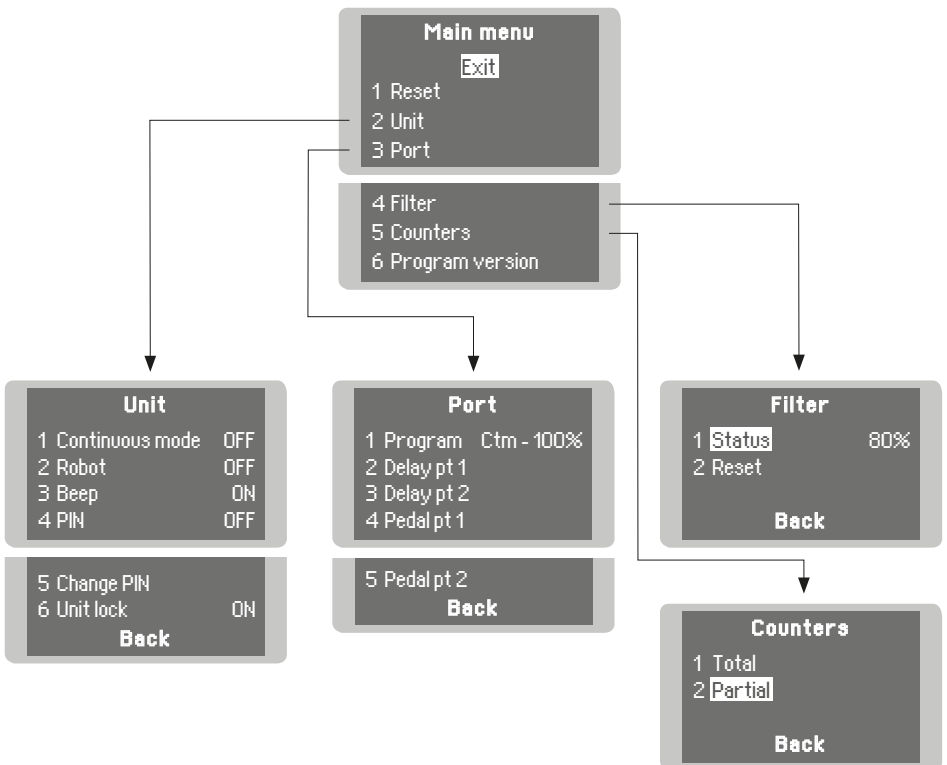 Main menu
Exit
1 Reset
2 Unit
3 Port
4 Filter
5 Counters
6 Program version
Unit
1 Continuous mode OFF
2 Robot OFF
3 Beep ON
4 PIN OFF
5 Change PIN
6 Unit lock ON
Back
Port
1 Program Ctm - 100%
2 Delay pt 1
3 Delay pt 2
4 Pedal pt 1
5 Pedal pt 2
Back
Filter
1 Status 80%
2 Reset
Back
Counters
1 Total
2 Partial
Back